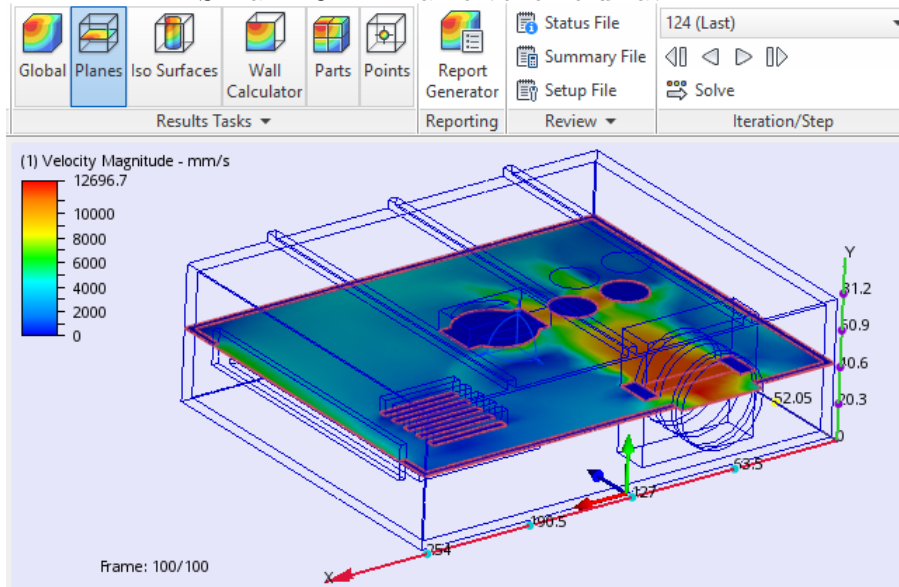 Global
Planes
Iso Surfaces
Wall
Calculator
Parts
Points
Results Tasks
Report
Generator
Reporting
Status File
Summary File
Setup File
Review
124 (Last)
Solve
Iteration/Step
(1) Velocity Magnitude - mm/s
12696.7
10000
8000
6000
4000
2000
0
Y
81.2
60.9
40.6
20.3
0
52.05
63.5
127
190.5
254
X
Frame: 100/100